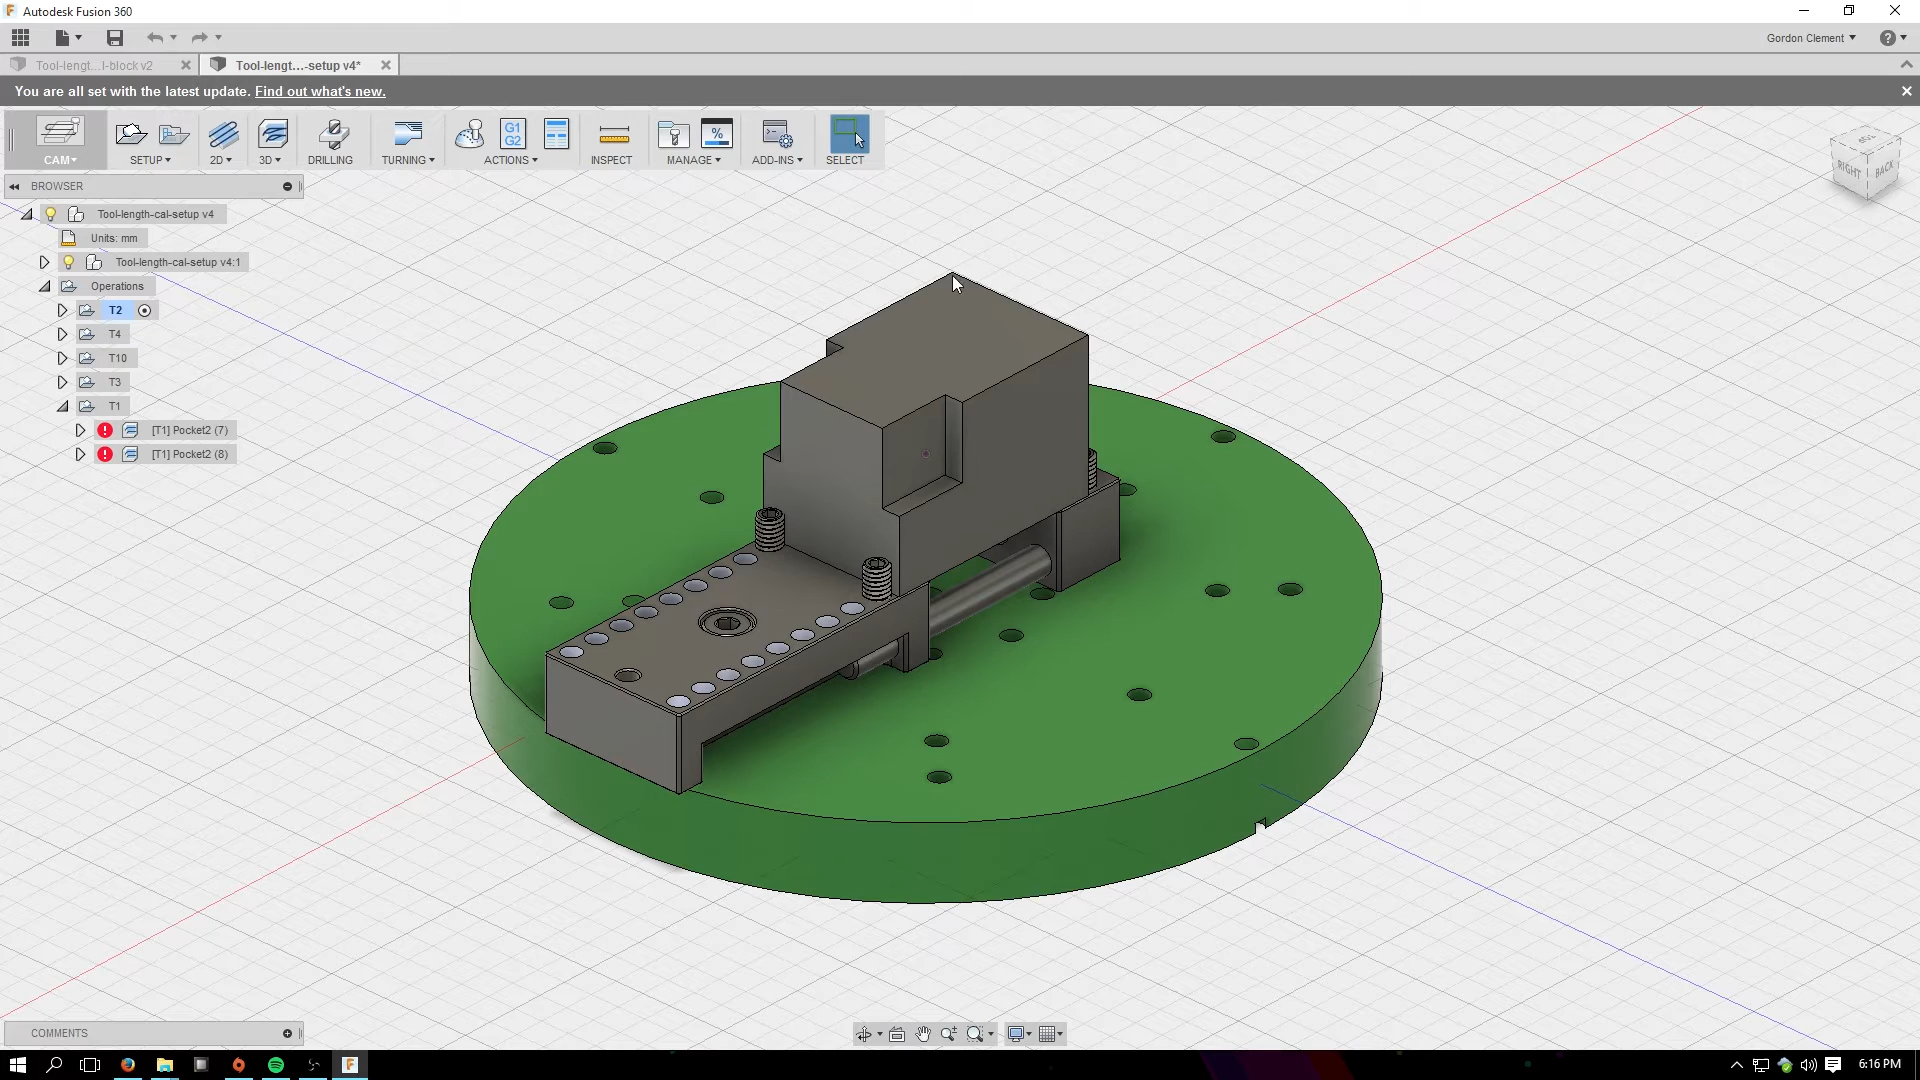 Autodesk Fusion 360
Gordon Clement
Tool-lengt...l-block v2
Tool-lengt...-setup v4*
You are all set with the latest update. Find out what's new.
CAM
SETUP
2D
3D
DRILLING
TURNING
G1
G2
ACTIONS
INSPECT
%
MANAGE
ADD-INS
SELECT
RIGHT
BACK
BROWSER
Tool-length-cal-setup v4
Units: mm
Tool-length-cal-setup v4:1
Operations
T2
T4
T10
T3
T1
[T1] Pocket2 (7)
[T1] Pocket2 (8)
COMMENTS
6:16 PM